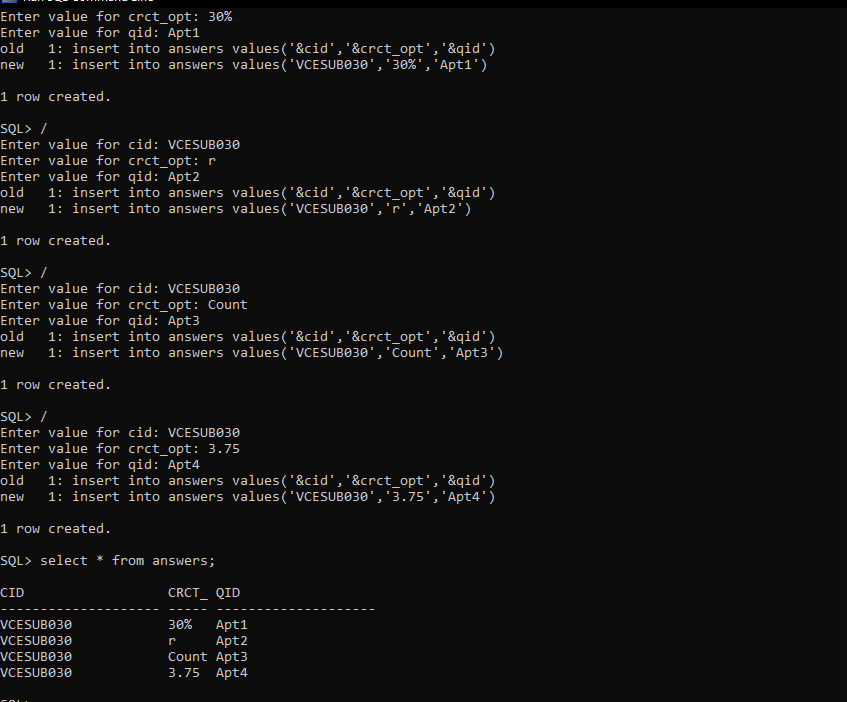 Enter value for crct_opt: 30%
Enter value for qid: Apt1
old   1: insert into answers values('&cid','&crct_opt','&qid')
new   1: insert into answers values('VCESUB030','30%','Apt1')
1 row created.
SQL> /
Enter value for cid: VCESUB030
Enter value for crct_opt: r
Enter value for qid: Apt2
old   1: insert into answers values('&cid','&crct_opt','&qid')
new   1: insert into answers values('VCESUB030','r','Apt2')
1 row created.
SQL> /
Enter value for cid: VCESUB030
Enter value for crct_opt: Count
Enter value for qid: Apt3
old   1: insert into answers values('&cid','&crct_opt','&qid')
new   1: insert into answers values('VCESUB030','Count','Apt3')
1 row created.
SQL> /
Enter value for cid: VCESUB030
Enter value for crct_opt: 3.75
Enter value for qid: Apt4
old   1: insert into answers values('&cid','&crct_opt','&qid')
new   1: insert into answers values('VCESUB030','3.75','Apt4')
1 row created.
SQL> select * from answers;
CID                  CRCT_ QID
-------------------- ----- --------------------
VCESUB030            30%   Apt1
VCESUB030            r     Apt2
VCESUB030            Count Apt3
VCESUB030            3.75  Apt4